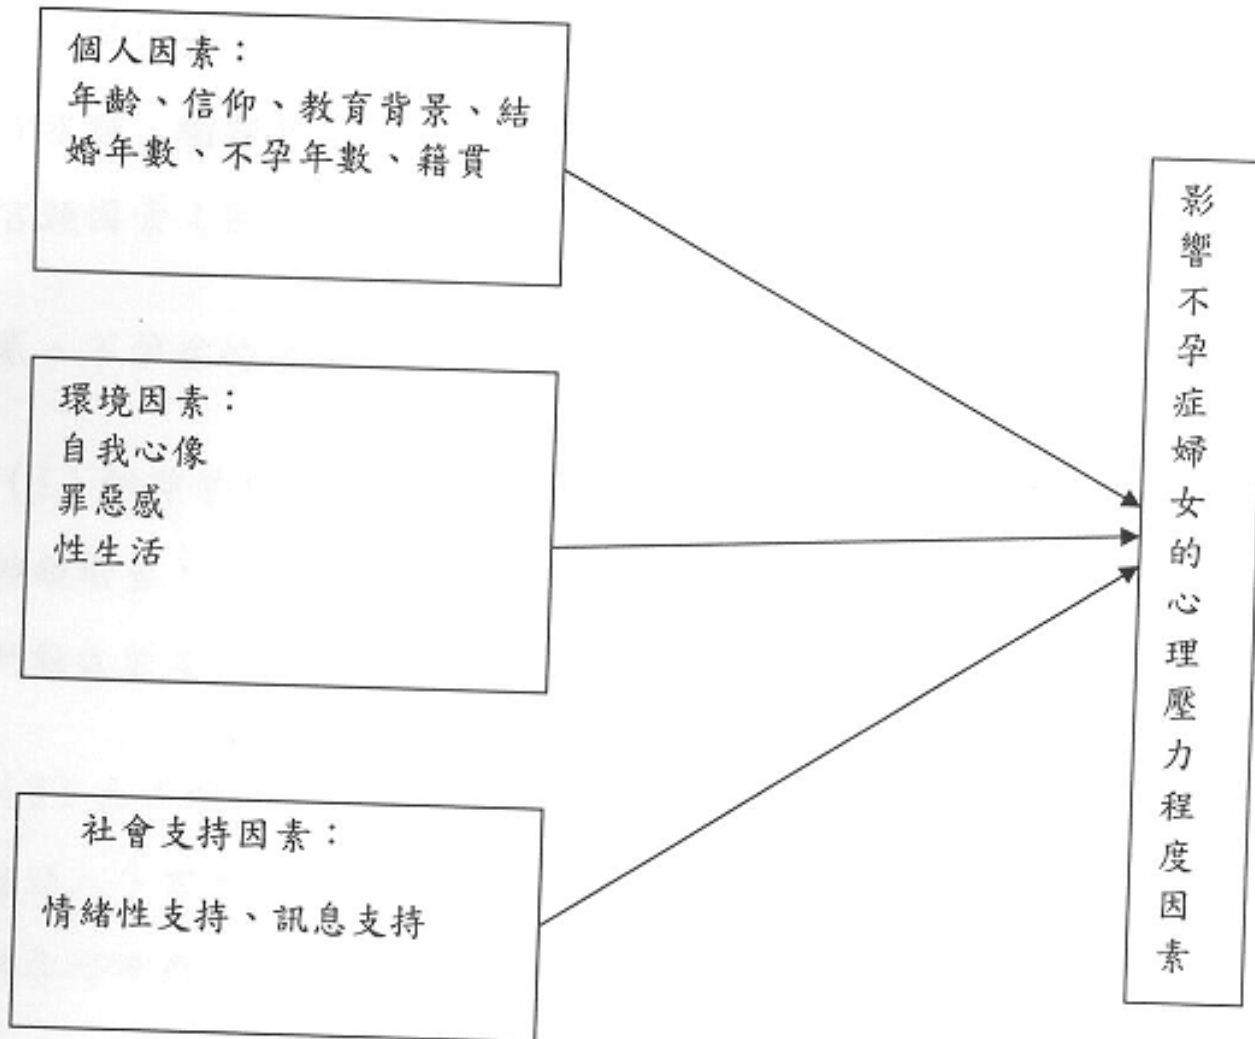 個人因素：
年齡、信仰、教育背景、結
婚年數、不孕年數、籍貫
環境因素：
自我心像
罪惡感
性生活
社會支持因素：
情緒性支持、訊息支持
影響不孕症婦女的心理壓力程度因素